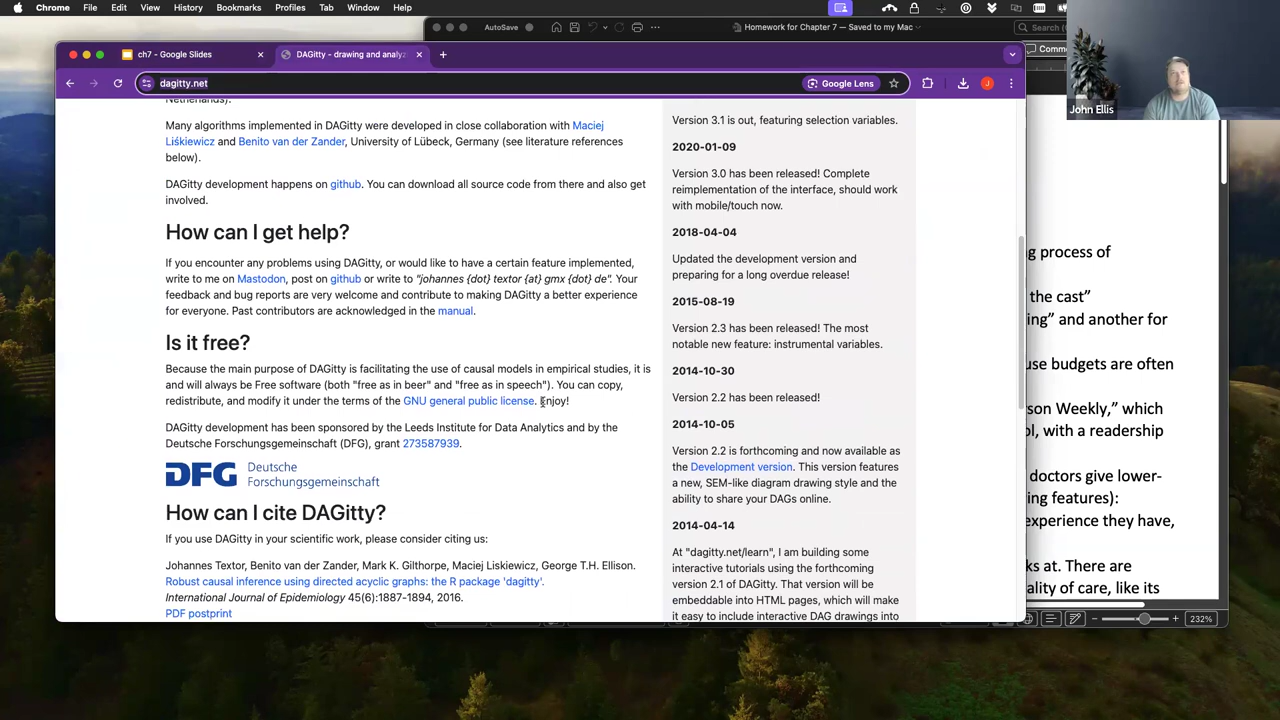 Chrome File Edit View History Bookmarks Profiles Tab Window Help
AutoSave
Homework for Chapter 7 — Saved to my Mac
Search (
ch7 - Google Slides
DAGitty - drawing and analyz
dagitty.net
Google Lens
J
Comme
John Ellis
Netherlands).
Many algorithms implemented in DAGitty were developed in close collaboration with Maciej
Liśkiewicz and Benito van der Zander, University of Lübeck, Germany (see literature references
below).
DAGitty development happens on github. You can download all source code from there and also get
involved.
How can I get help?
If you encounter any problems using DAGitty, or would like to have a certain feature implemented,
write to me on Mastodon, post on github or write to "johannes {dot} textor {at} gmx {dot} de". Your
feedback and bug reports are very welcome and contribute to making DAGitty a better experience
for everyone. Past contributors are acknowledged in the manual.
Is it free?
Because the main purpose of DAGitty is facilitating the use of causal models in empirical studies, it is
and will always be Free software (both "free as in beer" and "free as in speech"). You can copy,
redistribute, and modify it under the terms of the GNU general public license. Enjoy!
DAGitty development has been sponsored by the Leeds Institute for Data Analytics and by the
Deutsche Forschungsgemeinschaft (DFG), grant 273587939.
DFG Deutsche
Forschungsgemeinschaft
How can I cite DAGitty?
If you use DAGitty in your scientific work, please consider citing us:
Johannes Textor, Benito van der Zander, Mark K. Gilthorpe, Maciej Liskiewicz, George T.H. Ellison.
Robust causal inference using directed acyclic graphs: the R package 'dagitty'.
International Journal of Epidemiology 45(6):1887-1894, 2016.
PDF postprint
Version 3.1 is out, featuring selection variables.
2020-01-09
Version 3.0 has been released! Complete
reimplementation of the interface, should work
with mobile/touch now.
2018-04-04
Updated the development version and
preparing for a long overdue release!
2015-08-19
Version 2.3 has been released! The most
notable new feature: instrumental variables.
2014-10-30
Version 2.2 has been released!
2014-10-05
Version 2.2 is forthcoming and now available as
the Development version. This version features
a new, SEM-like diagram drawing style and the
ability to share your DAGs online.
2014-04-14
At "dagitty.net/learn", I am building some
interactive tutorials using the forthcoming
version 2.1 of DAGitty. That version will be
embeddable into HTML pages, which will make
it easy to include interactive DAG drawings into
g process of
the cast”
ing” and another for
use budgets are often
son Weekly,” which
ol, with a readership
doctors give lower-
ing features):
experience they have,
ks at. There are
ality of care, like its
232%